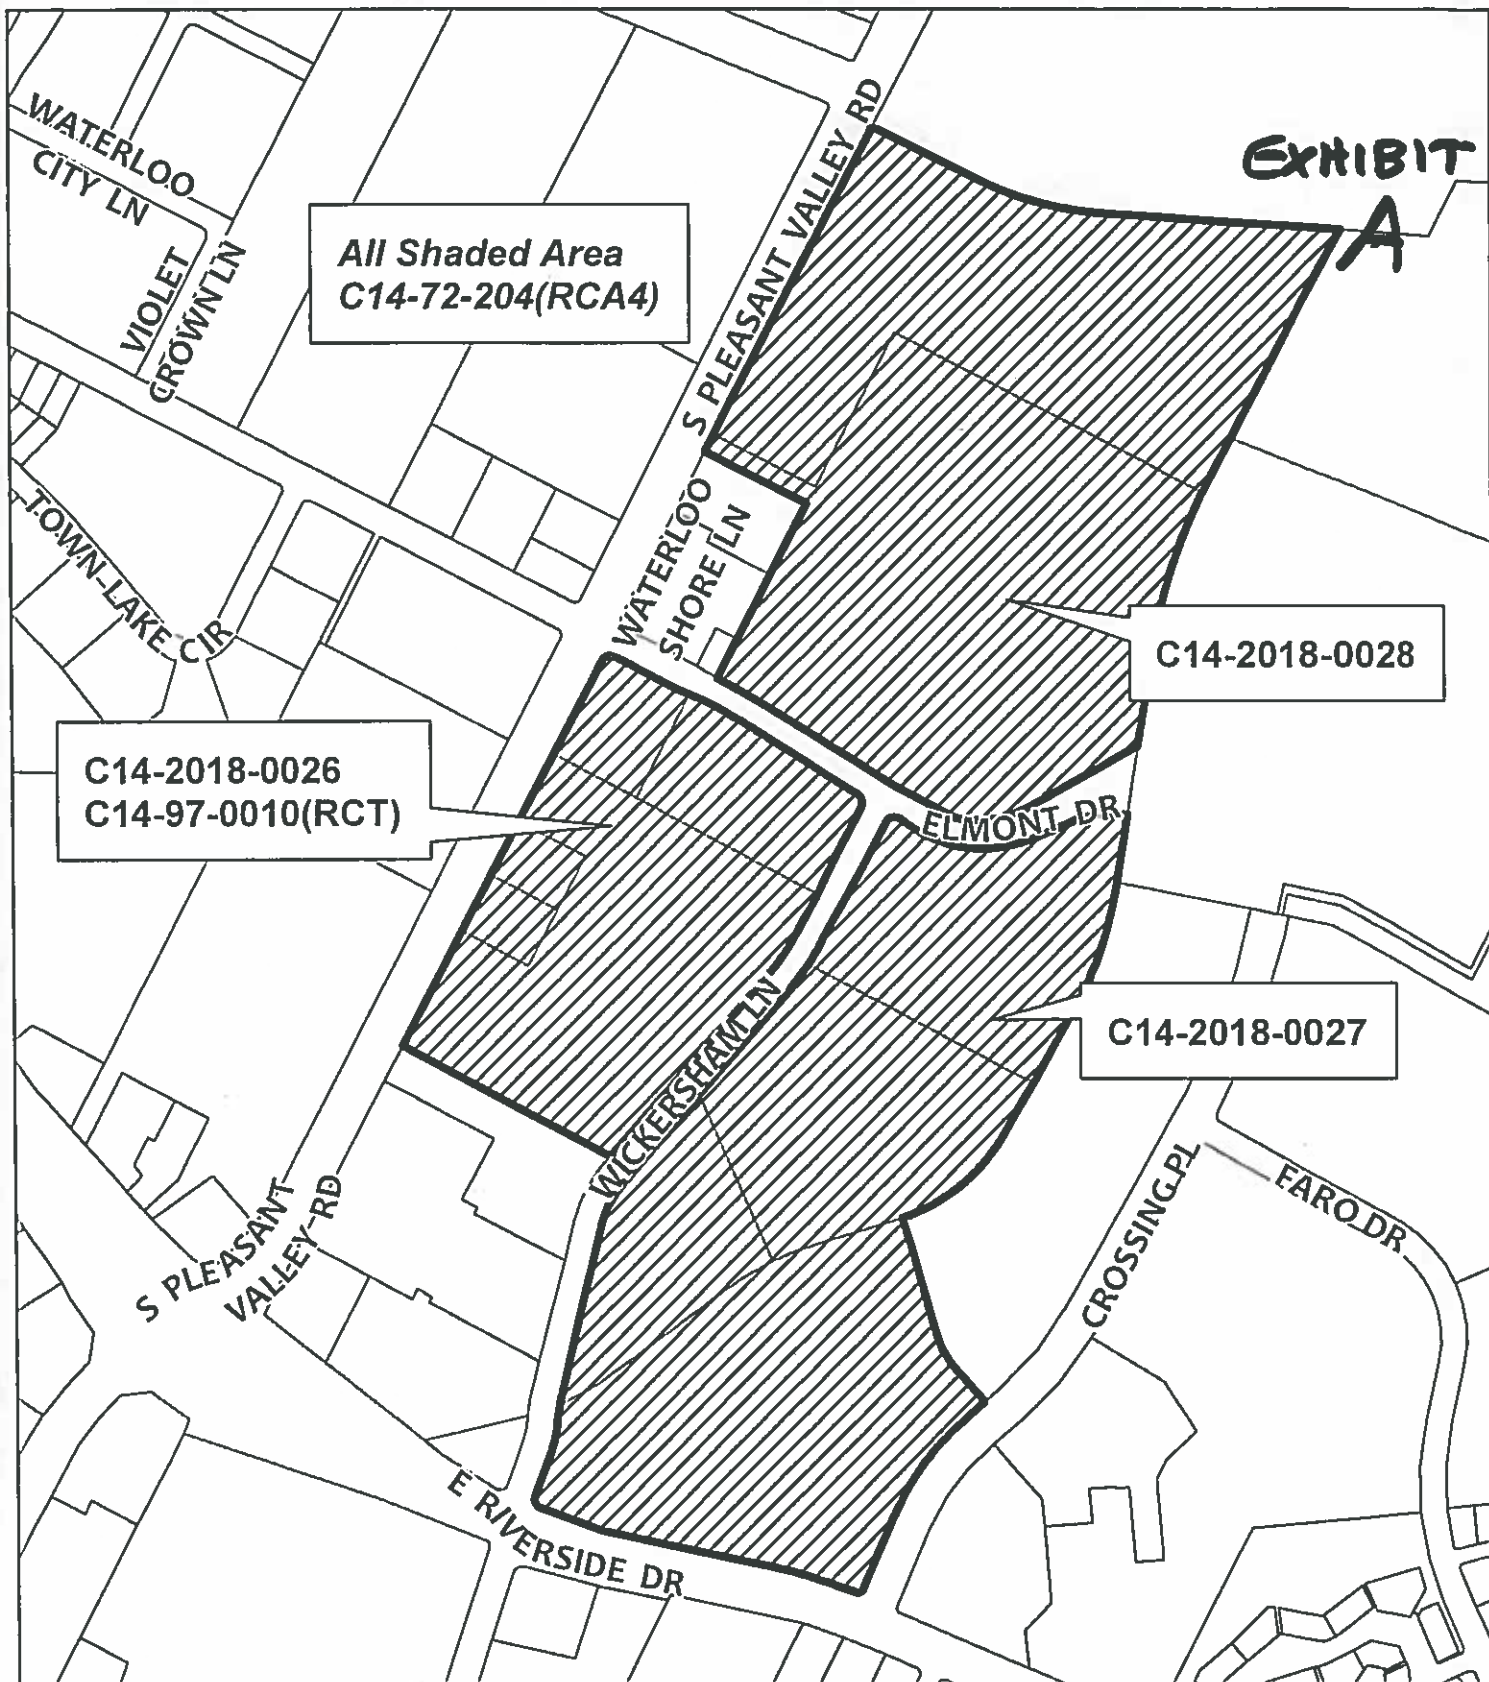 EXHIBIT
A
WATERLOO
CITY LN
VIOLET
CROWN LN
All Shaded Area
C14-72-204(RCA4)
S PLEASANT VALLEY RD
WATERLOO
SHORE LN
TOWN LAKE CIR
C14-2018-0028
C14-2018-0026
C14-97-0010(RCT)
ELMONT DR
WICKERSHAM LN
C14-2018-0027
S PLEASANT
VALLEY RD
CROSSING PL
FARO DR
E RIVERSIDE DR